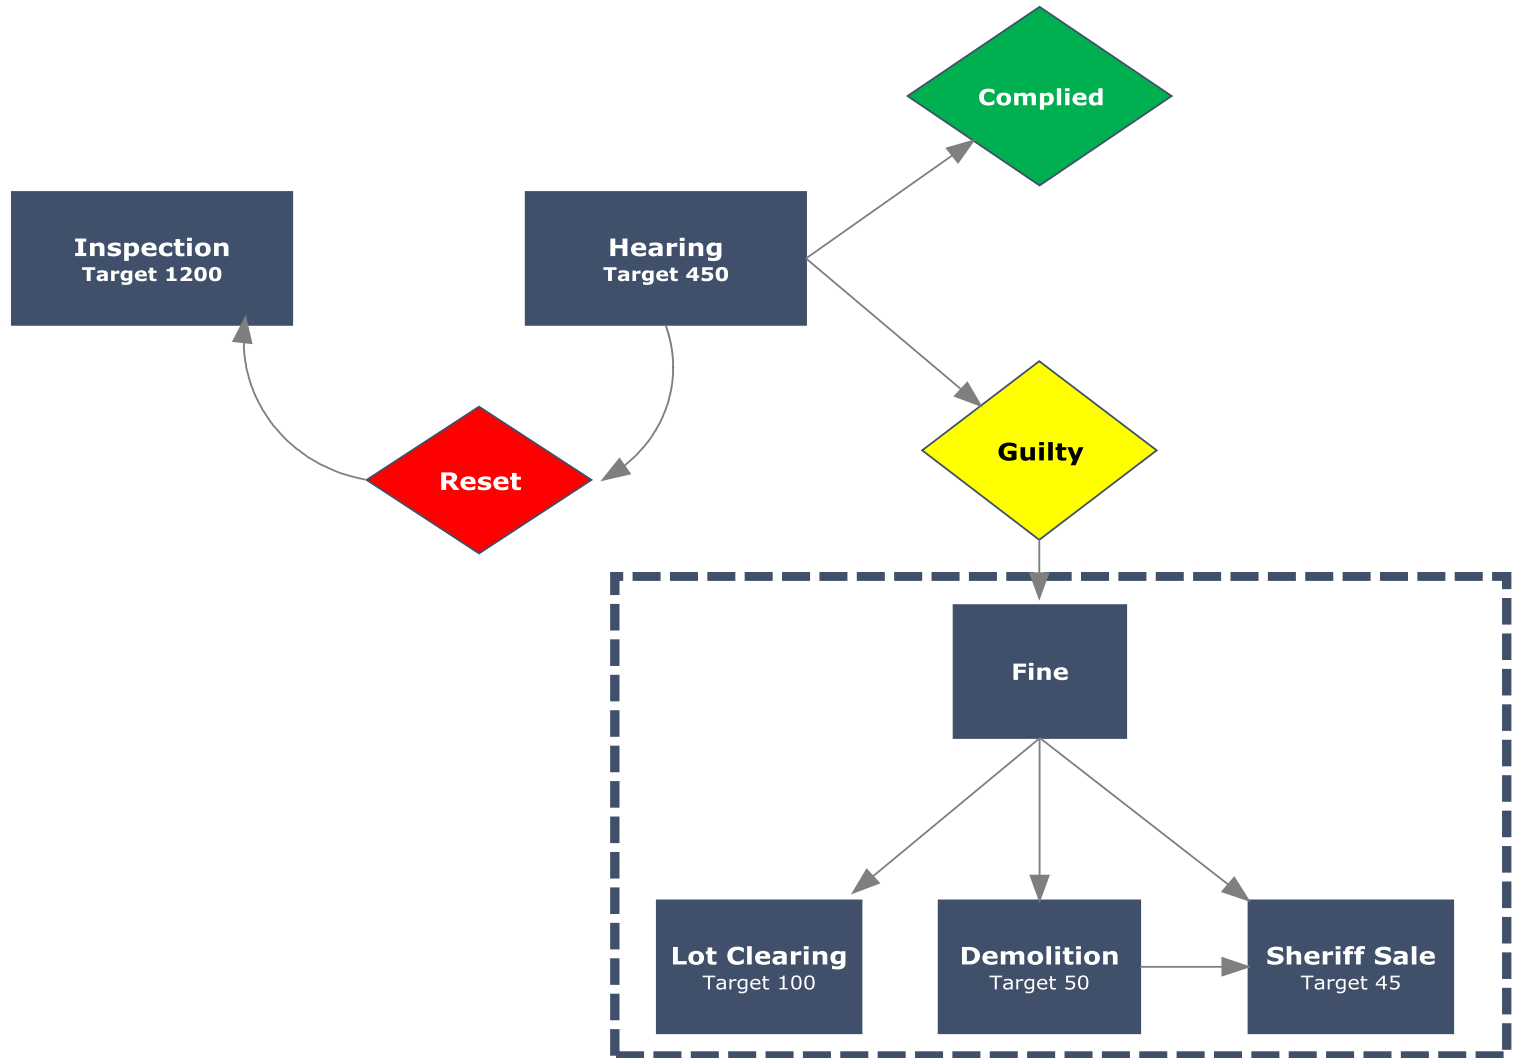 Complied
Inspection
Target 1200
Hearing
Target 450
Guilty
Reset
Fine
Lot Clearing
Target 100
Demolition
Target 50
Sheriff Sale
Target 45